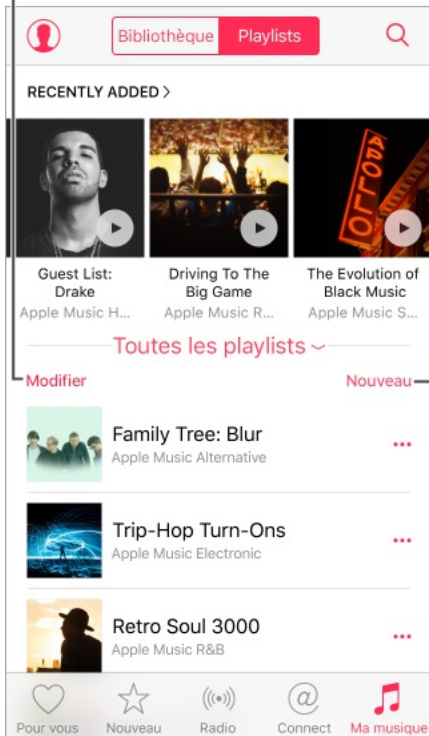 Bibliothèque Playlists
RECENTLY ADDED >
APOLLO
Guest List:
Drake
Apple Music H...
Driving To The
Big Game
Apple Music R...
The Evolution of
Black Music
Apple Music S...
Toutes les playlists
Modifier
Nouveau
Family Tree: Blur
Apple Music Alternative
Trip-Hop Turn-Ons
Apple Music Electronic
Retro Soul 3000
Apple Music R&B
Pour vous Nouveau Radio Connect Ma musique